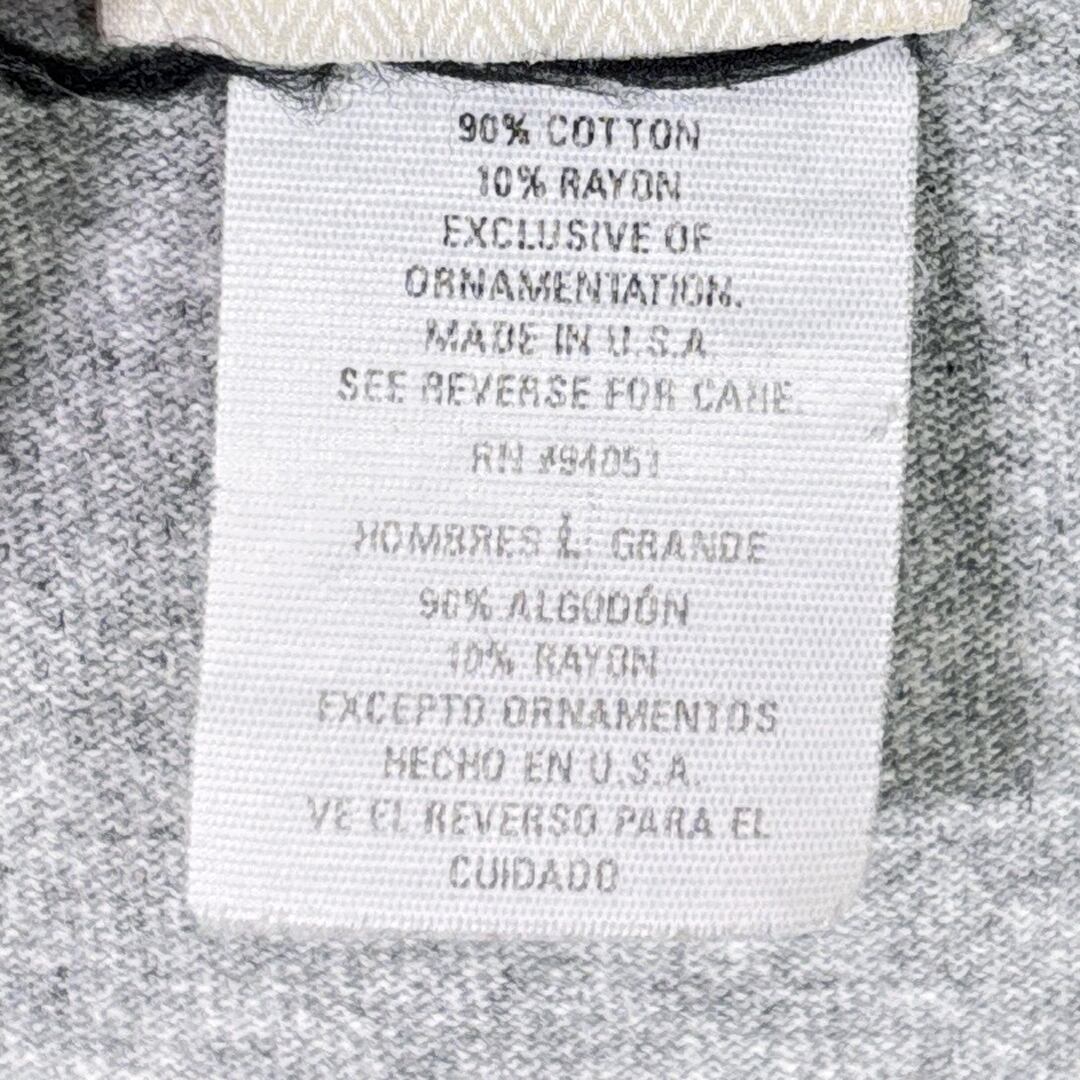 90% COTTON
10% RAYON
EXCLUSIVE OF
ORNAMENTATION.
MADE IN U.S.A.
SEE REVERSE FOR CARE.
RN #94051
HOMBRES L: GRANDE
90% ALGODÓN
10% RAYON
EXCEPTO ORNAMENTOS
HECHO EN U.S.A.
VE EL REVERSO PARA EL
CUIDADO